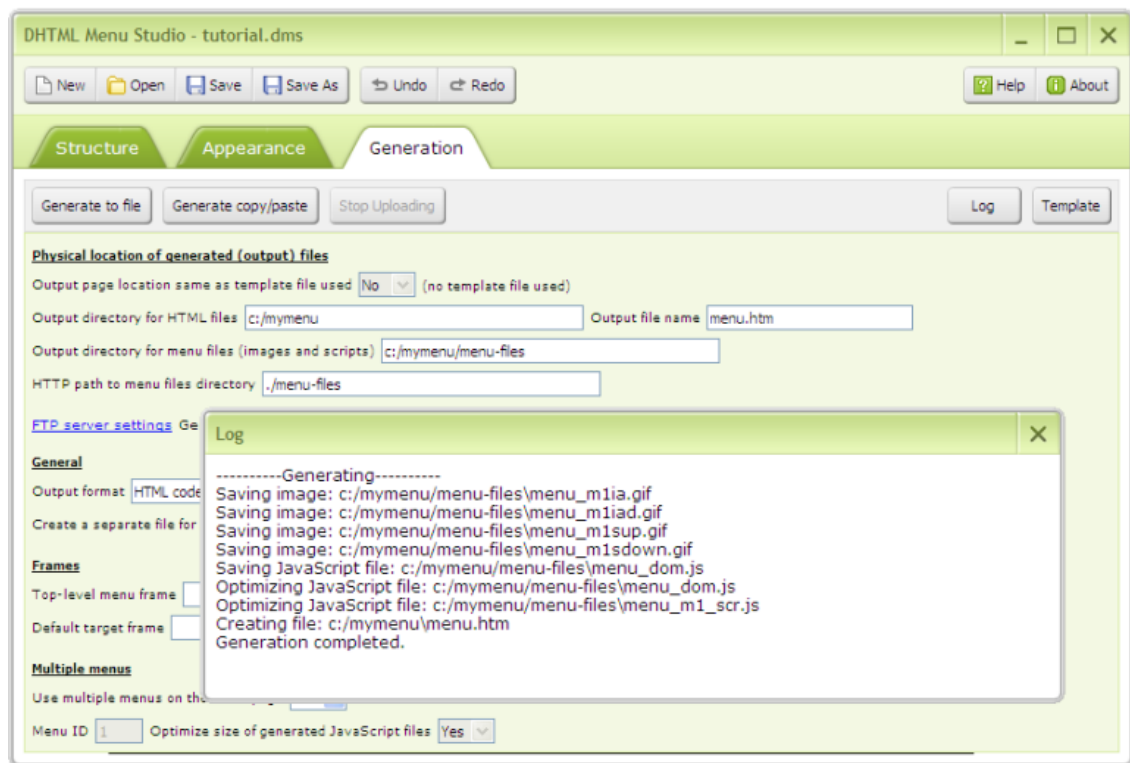 DHTML Menu Studio - tutorial.dms
New Open Save Save As Undo Redo Help About
Structure Appearance Generation
Generate to file Generate copy/paste Stop Uploading Log Template
Physical location of generated (output) files
Output page location same as template file used No (no template file used)
Output directory for HTML files c:/mymenu Output file name menu.htm
Output directory for menu files (images and scripts) c:/mymenu/menu-files
HTTP path to menu files directory ./menu-files
FTP server settings Ge
Log
----------Generating----------
Saving image: c:/mymenu/menu-files\menu_m1ia.gif
Saving image: c:/mymenu/menu-files\menu_m1iad.gif
Saving image: c:/mymenu/menu-files\menu_m1sup.gif
Saving image: c:/mymenu/menu-files\menu_m1sdown.gif
Saving JavaScript file: c:/mymenu/menu-files\menu_dom.js
Optimizing JavaScript file: c:/mymenu/menu-files\menu_dom.js
Optimizing JavaScript file: c:/mymenu/menu-files\menu_m1_scr.js
Creating file: c:/mymenu\menu.htm
Generation completed.
General
Output format HTML code
Create a separate file for
Frames
Top-level menu frame
Default target frame
Multiple menus
Use multiple menus on
Menu ID 1 Optimize size of generated JavaScript files Yes